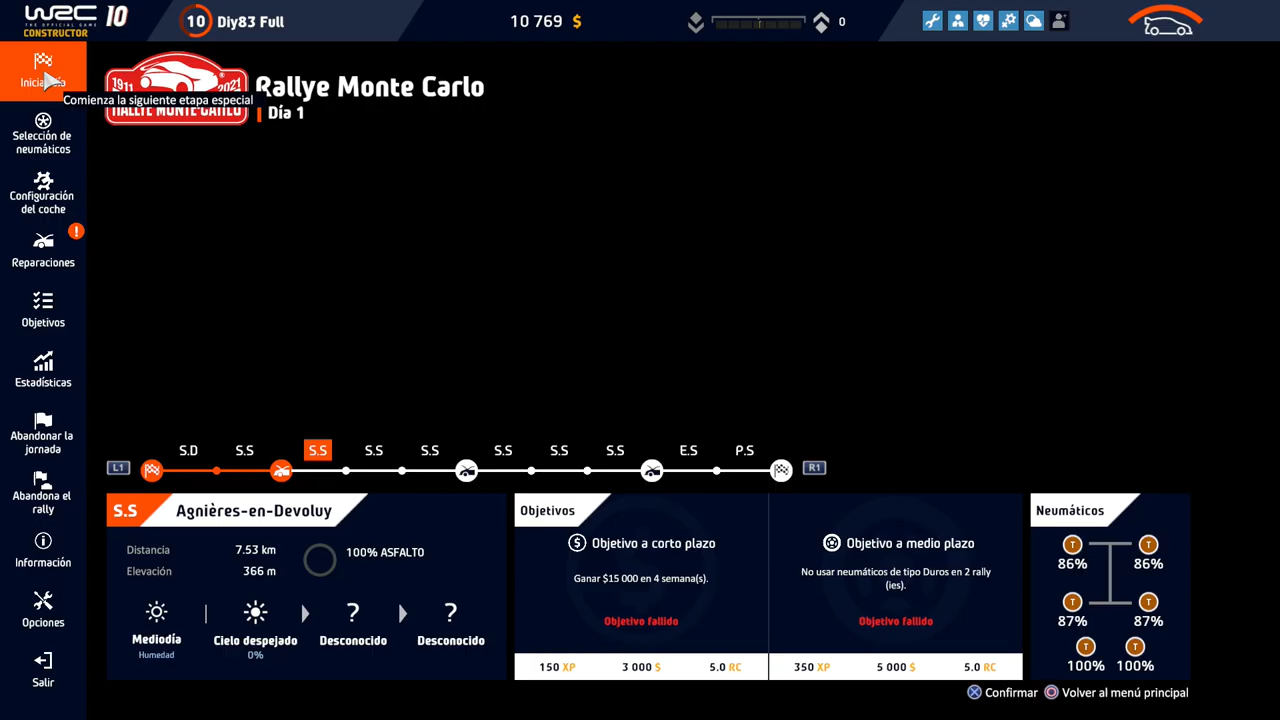 WRC 10
THE OFFICIAL GAME
CONSTRUCTOR
10 Diy83 Full
10 769 $
0
Comienza la siguiente etapa especial
1911 2021
RALLYE MONTE-CARLO
Rallye Monte Carlo
Día 1
Selección de
neumáticos
Configuración
del coche
!
Reparaciones
Objetivos
Estadísticas
Abandonar la
jornada
Abandona el
rally
Información
Opciones
Salir
S.D S.S S.S S.S S.S S.S S.S S.S E.S P.S
L1 R1
S.S Agnières-en-Devoluy
Distancia 7.53 km
Elevación 366 m
100% ASFALTO
Mediodía
Humedad
Cielo despejado
0%
?
Desconocido
?
Desconocido
Objetivos
$ Objetivo a corto plazo
Ganar $15 000 en 4 semana(s).
Objetivo fallido
150 XP 3 000 $ 5.0 RC
Objetivo a medio plazo
No usar neumáticos de tipo Duros en 2 rally
(ies).
Objetivo fallido
350 XP 5 000 $ 5.0 RC
Neumáticos
T T
86% 86%
T T
87% 87%
T T
100% 100%
Confirmar Volver al menú principal